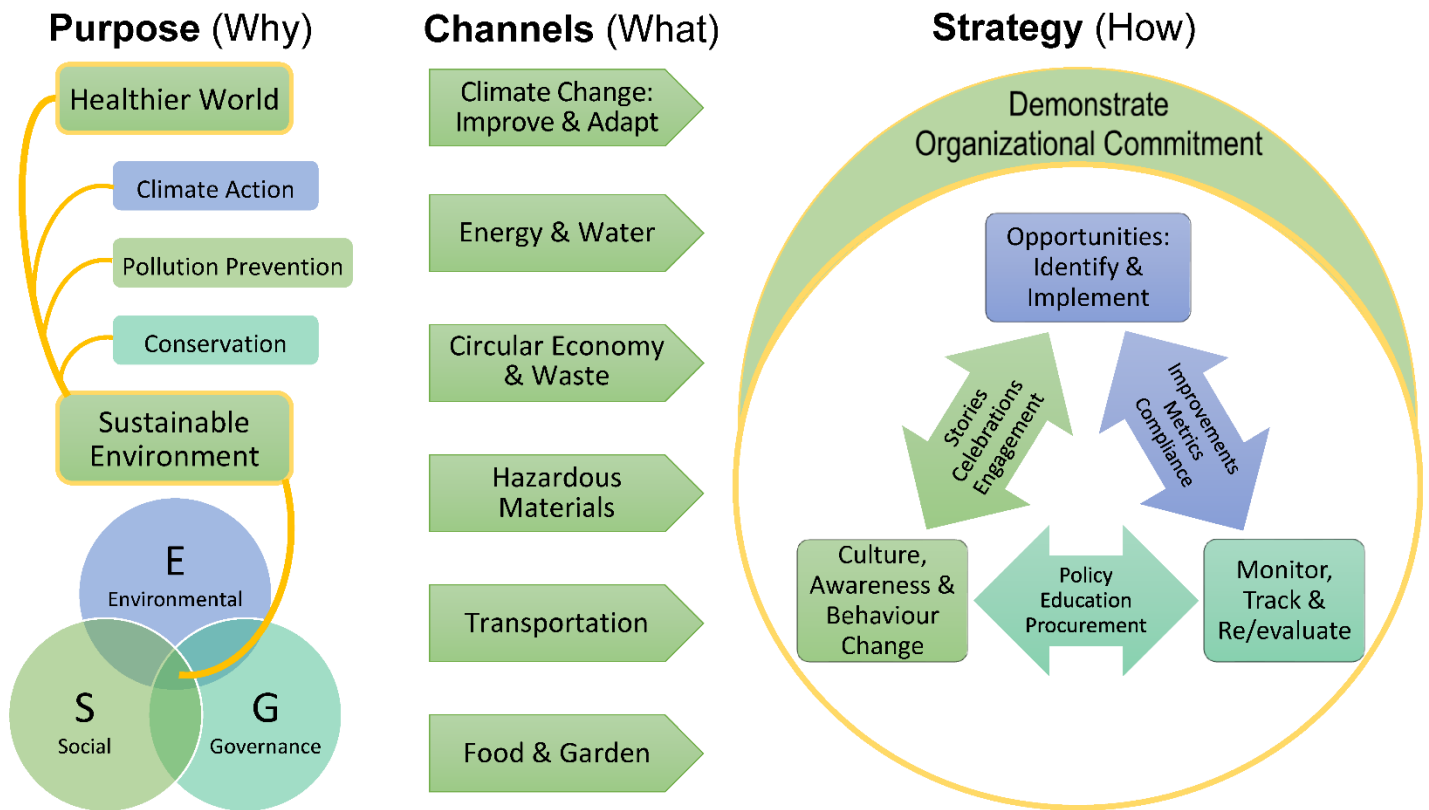 Purpose (Why)
Healthier World
Climate Action
Pollution Prevention
Conservation
Sustainable
Environment
E
Environmental
S
Social
G
Governance
Channels (What)
Climate Change:
Improve & Adapt
Energy & Water
Circular Economy
& Waste
Hazardous
Materials
Transportation
Food & Garden
Strategy (How)
Demonstrate
Organizational Commitment
Opportunities:
Identify &
Implement
Stories
Celebrations
Engagement
Improvements
Metrics
Compliance
Culture,
Awareness &
Behaviour
Change
Policy
Education
Procurement
Monitor,
Track &
Re/evaluate